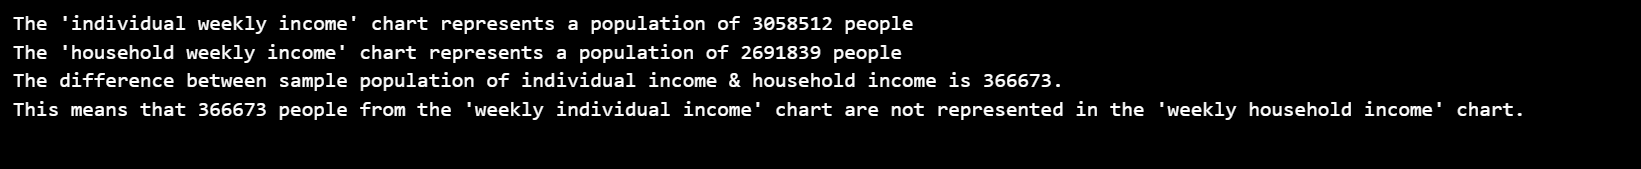 The 'individual weekly income' chart represents a population of 3058512 people
The 'household weekly income' chart represents a population of 2691839 people
The difference between sample population of individual income & household income is 366673.
This means that 366673 people from the 'weekly individual income' chart are not represented in the 'weekly household income' chart.